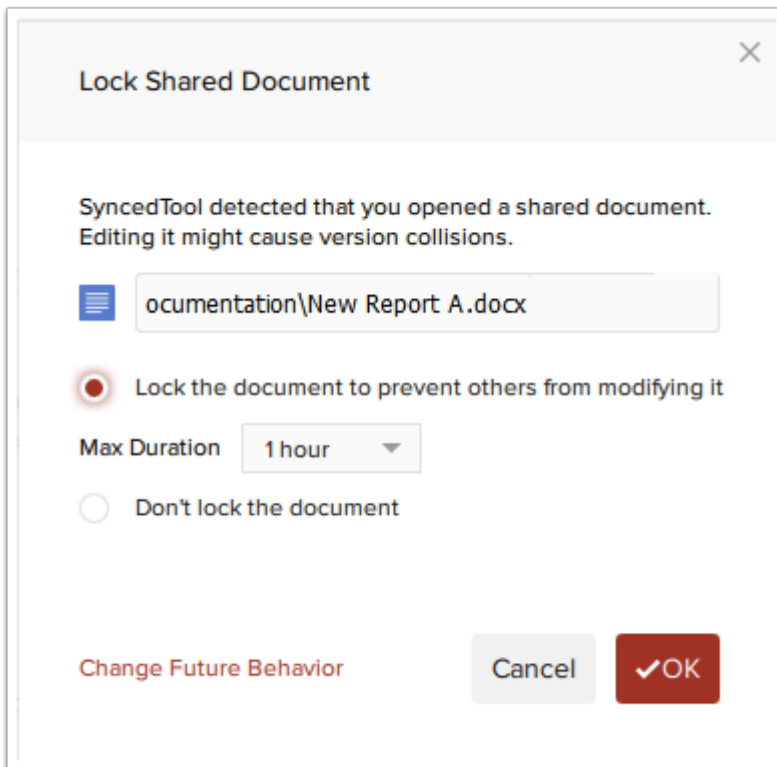 Lock Shared Document
SyncedTool detected that you opened a shared document.
Editing it might cause version collisions.
ocumentation\New Report A.docx
Lock the document to prevent others from modifying it
Max Duration 1 hour
Don't lock the document
Change Future Behavior Cancel OK